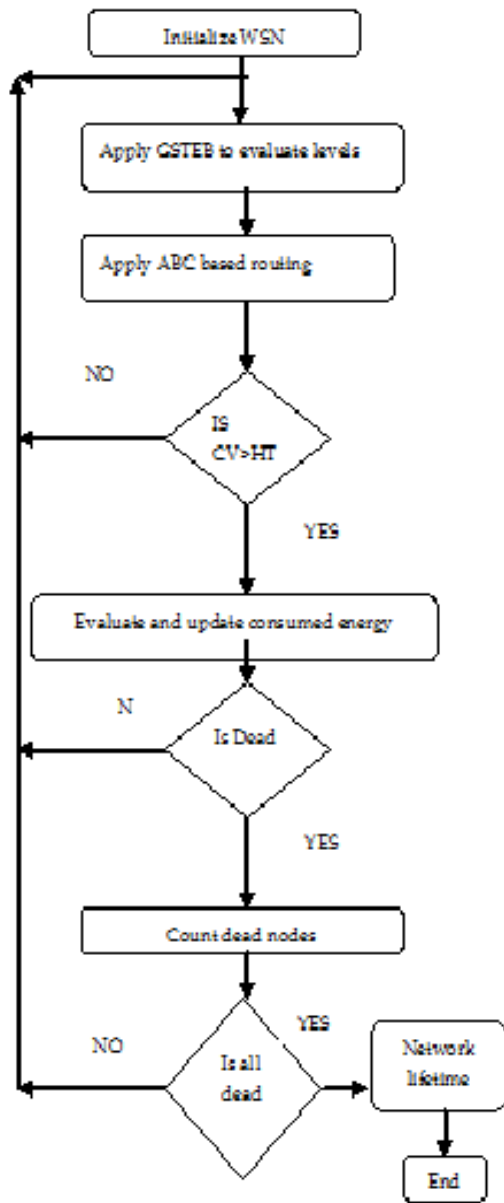 Initialize WSN
Apply GSTEB to evaluate levels
Apply ABC based routing
NO
IS
CV>HT
YES
Evaluate and update consumed energy
N
Is Dead
YES
Count dead nodes
NO
YES
Is all
dead
Network
lifetime
End